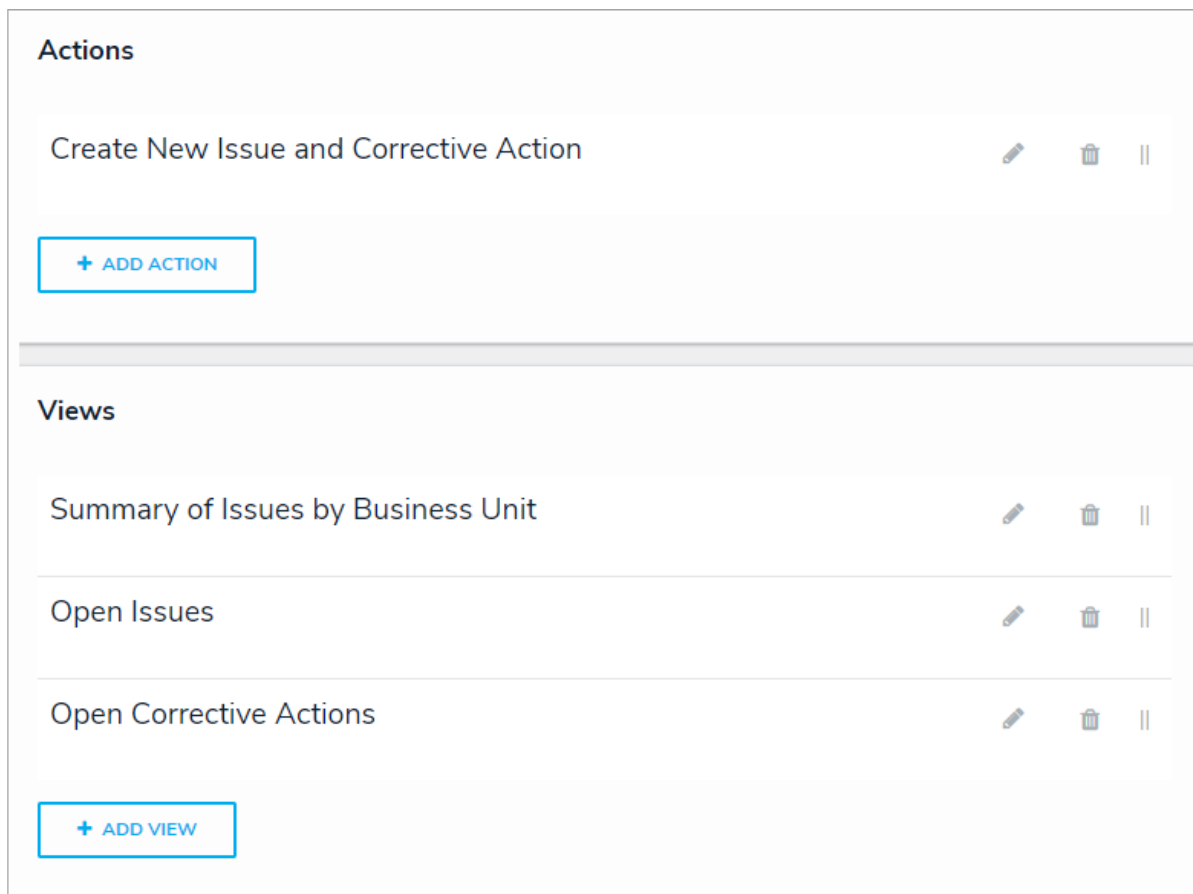 Actions
Create New Issue and Corrective Action
+ ADD ACTION
Views
Summary of Issues by Business Unit
Open Issues
Open Corrective Actions
+ ADD VIEW